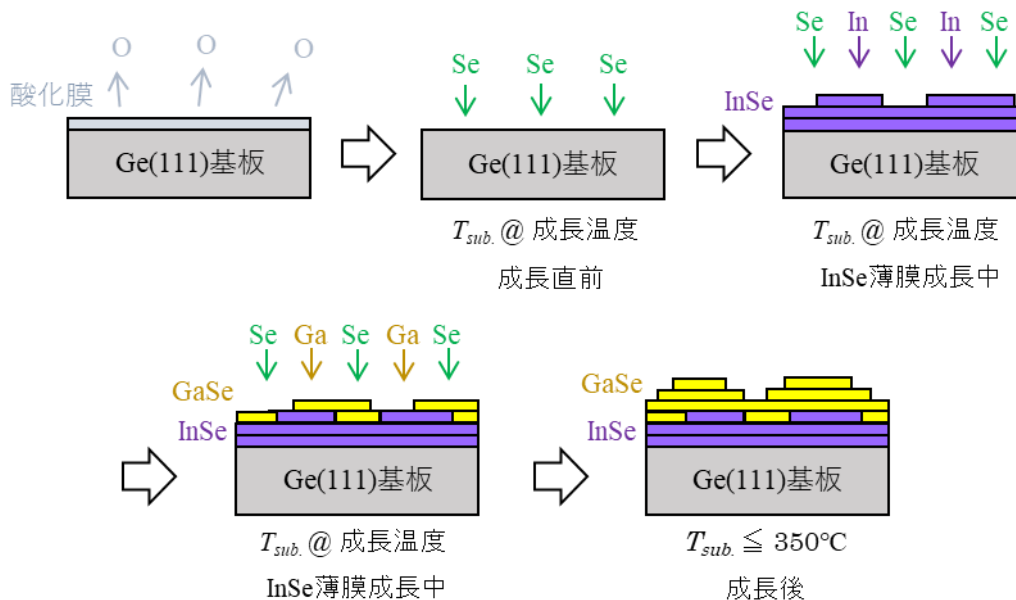 O O O
酸化膜
Ge(111)基板
Se Se Se
Ge(111)基板
T sub. @ 成長温度
成長直前
Se In Se In Se
InSe
Ge(111)基板
T sub. @ 成長温度
InSe薄膜成長中
Se Ga Se Ga Se
GaSe
InSe
Ge(111)基板
T sub. @ 成長温度
InSe薄膜成長中
GaSe
InSe
Ge(111)基板
T sub. ≦ 350℃
成長後